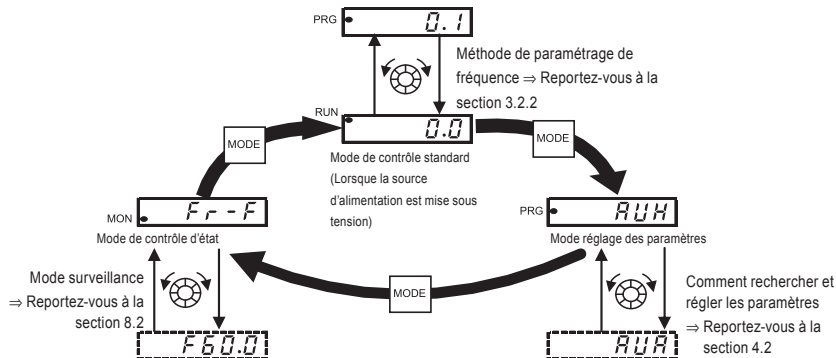 PRG 0.1
Méthode de paramétrage de
fréquence ⇒ Reportez-vous à la
section 3.2.2
RUN 0.0
MODE
MODE
Mode de contrôle standard
(Lorsque la source
d'alimentation est mise sous
tension)
MON Fr-F
Mode de contrôle d'état
PRG AUH
Mode réglage des paramètres
Mode surveillance
⇒ Reportez-vous à la
section 8.2
MODE
Comment rechercher et
régler les paramètres
⇒ Reportez-vous à la
section 4.2
F60.0
AUA